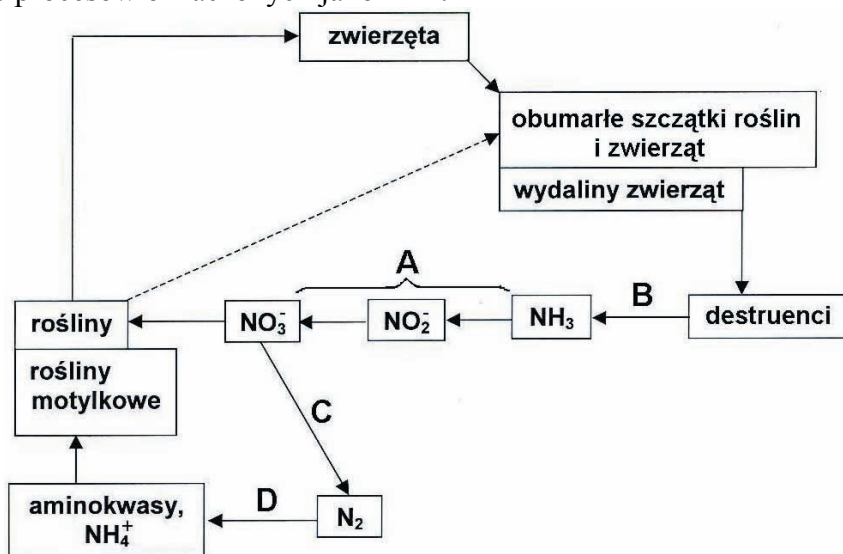 zwierzęta
obumarłe szczątki roślin
i zwierząt
wydaliny zwierząt
A
B
rośliny
NO₃⁻
NO₂⁻
NH₃
destruenci
rośliny
motylkowe
C
D
aminokwasy,
NH₄⁺
N₂